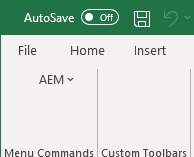 AutoSave Off
File Home Insert
AEM
Menu Commands Custom Toolbars